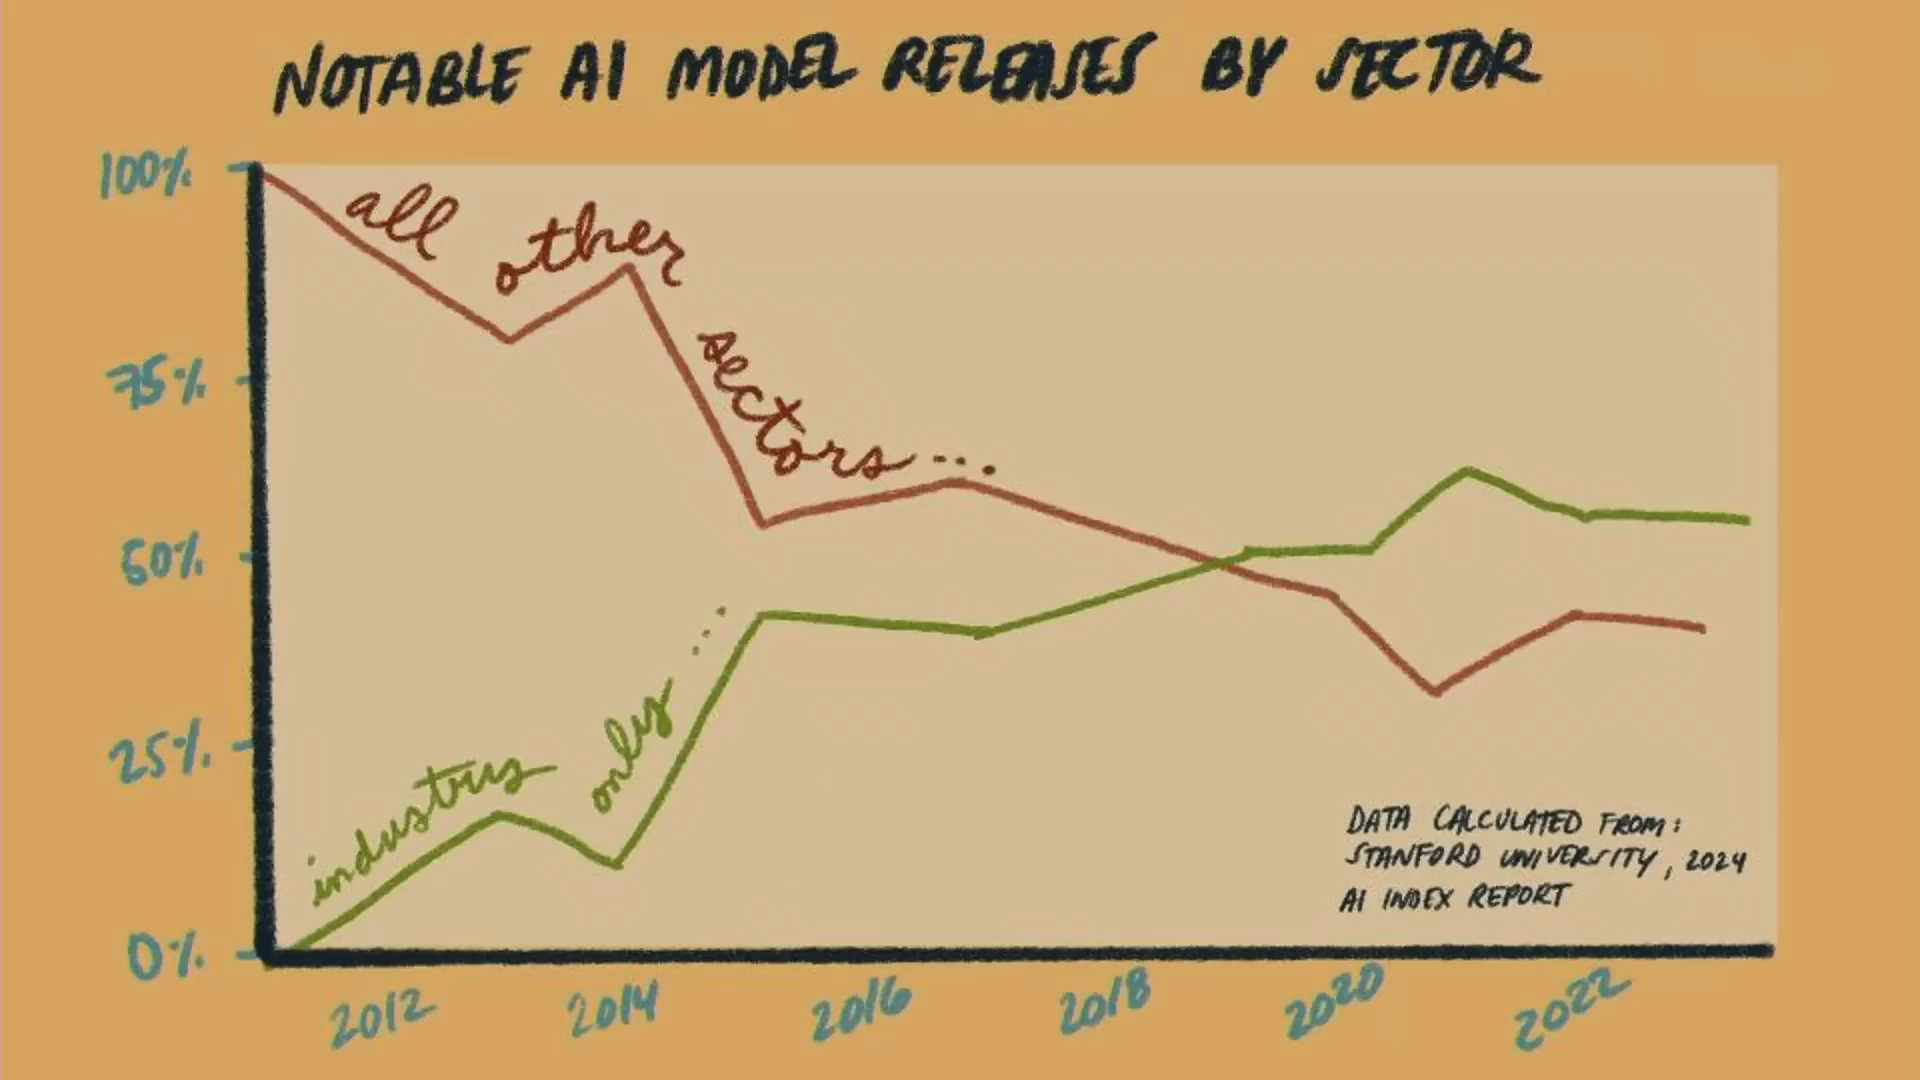 NOTABLE AI MODEL RELEASES BY SECTOR
100%
75%
50%
25%
0%
all other sectors...
industry only...
DATA CALCULATED FROM:
STANFORD UNIVERSITY, 2024
AI INDEX REPORT
2012 2014 2016 2018 2020 2022